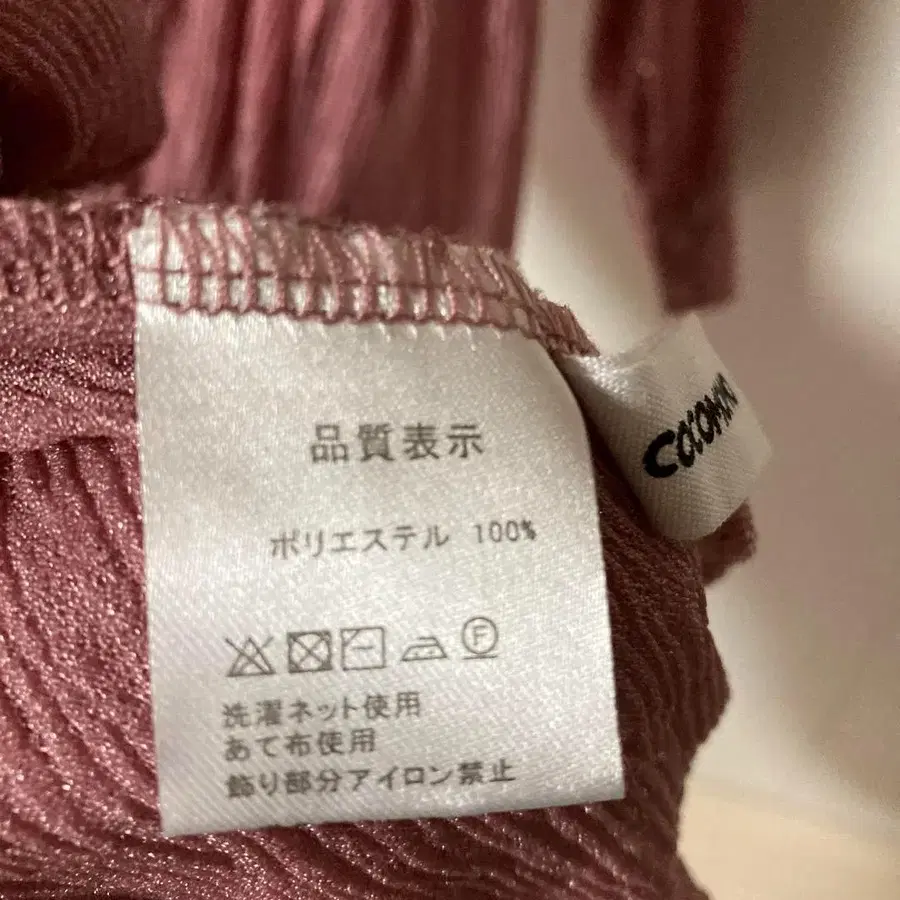 品質表示
ポリエステル 100%
F
洗濯ネット使用
あて布使用
飾り部分アイロン禁止